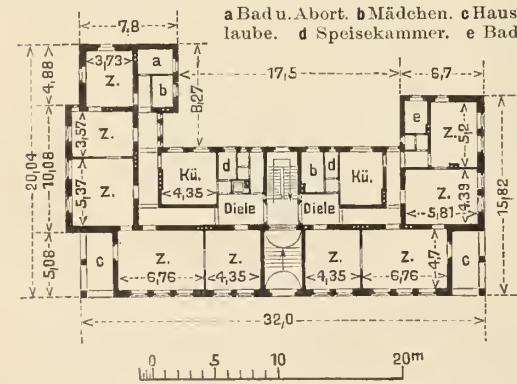 a Bad u. Abort. b Mädchen. c Haus
laube. d Speisekammer. e Bad
7,8
3,73
Z.
a
b
17,5
6,7
4,88
8,27
20,04
10,08
5,08
3,57
Z.
5,37
Z.
Kü.
4,35
d
Diele
b
d
Diele
Kü.
e
Z.
5,2
Z.
4,39
5,81
15,82
c
Z.
6,76
Z.
4,35
Z.
4,35
Z.
6,76
4,7
c
32,0
0 5 10 20m